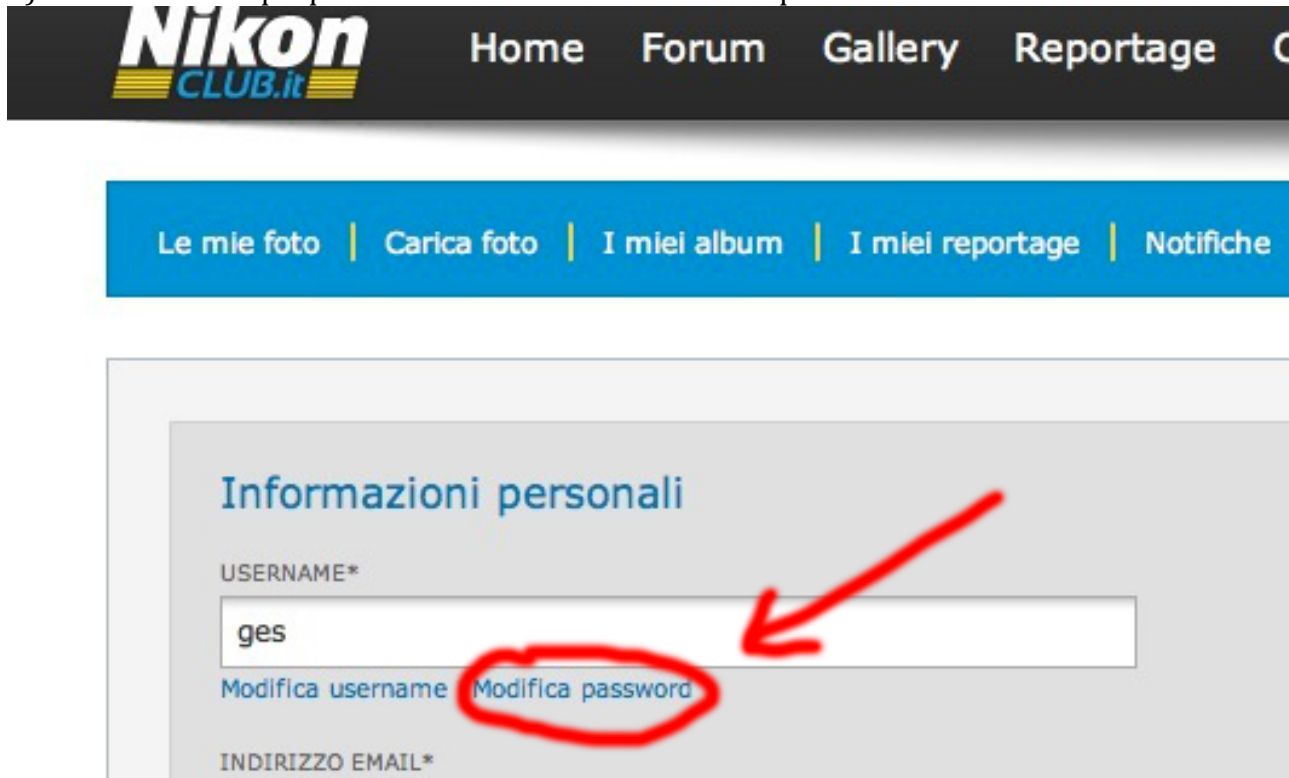 Nikon
CLUB.it
Home Forum Gallery Reportage
Le mie foto | Carica foto | I miei album | I miei reportage | Notifiche
Informazioni personali
USERNAME*
ges
Modifica username Modifica password
INDIRIZZO EMAIL*